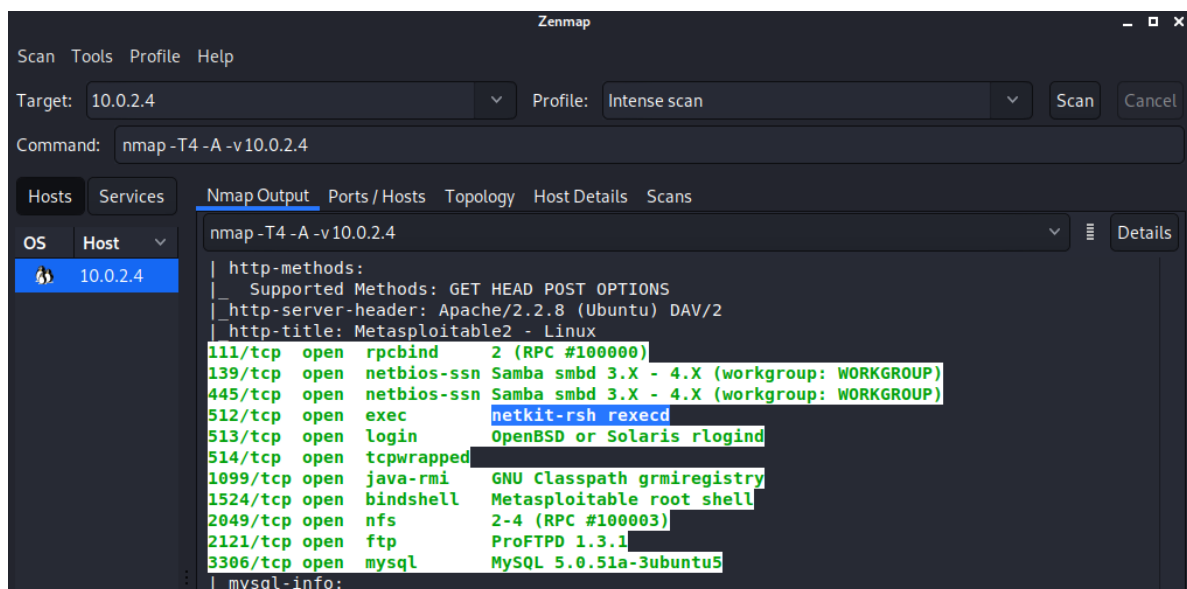 Zenmap
Scan Tools Profile Help
Target: 10.0.2.4 Profile: Intense scan Scan Cancel
Command: nmap -T4 -A -v 10.0.2.4
Hosts Services Nmap Output Ports / Hosts Topology Host Details Scans
OS Host nmap -T4 -A -v 10.0.2.4 Details
10.0.2.4
| http-methods:
|_  Supported Methods: GET HEAD POST OPTIONS
|_http-server-header: Apache/2.2.8 (Ubuntu) DAV/2
|_http-title: Metasploitable2 - Linux
111/tcp  open  rpcbind     2 (RPC #100000)
139/tcp  open  netbios-ssn Samba smbd 3.X - 4.X (workgroup: WORKGROUP)
445/tcp  open  netbios-ssn Samba smbd 3.X - 4.X (workgroup: WORKGROUP)
512/tcp  open  exec        netkit-rsh rexecd
513/tcp  open  login       OpenBSD or Solaris rlogind
514/tcp  open  tcpwrapped
1099/tcp open  java-rmi    GNU Classpath grmiregistry
1524/tcp open  bindshell   Metasploitable root shell
2049/tcp open  nfs         2-4 (RPC #100003)
2121/tcp open  ftp         ProFTPD 1.3.1
3306/tcp open  mysql       MySQL 5.0.51a-3ubuntu5
| mysql-info: